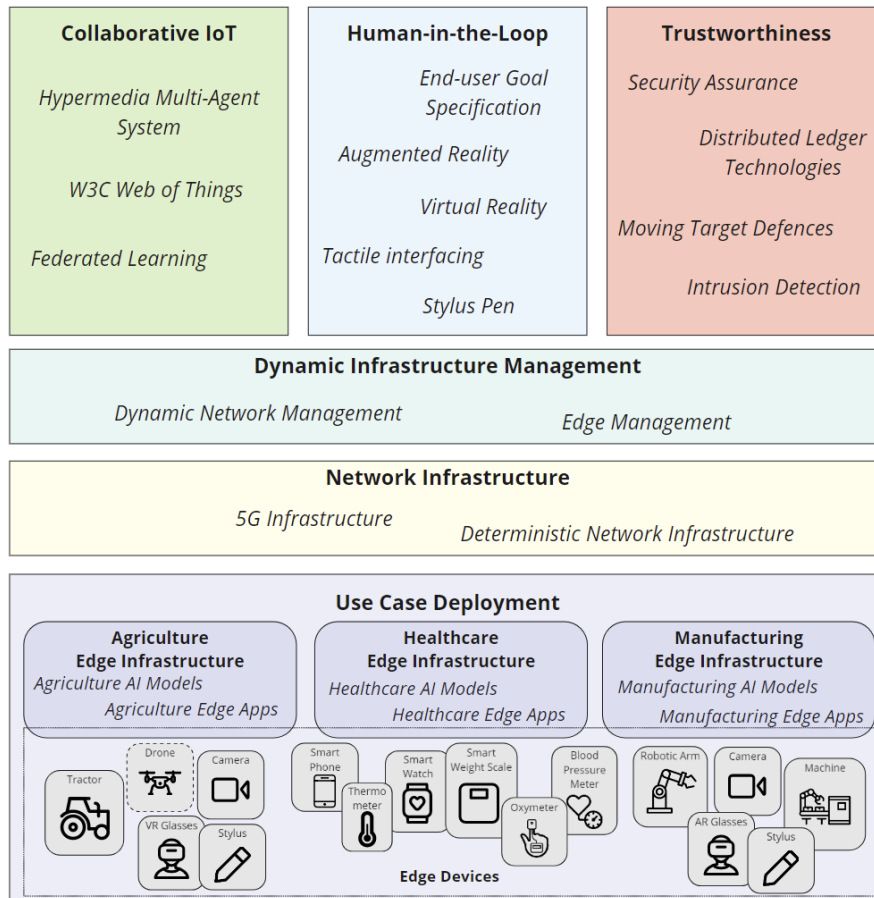 Collaborative IoT
Hypermedia Multi-Agent
System
W3C Web of Things
Federated Learning
Human-in-the-Loop
End-user Goal
Specification
Augmented Reality
Virtual Reality
Tactile interfacing
Stylus Pen
Trustworthiness
Security Assurance
Distributed Ledger
Technologies
Moving Target Defences
Intrusion Detection
Dynamic Infrastructure Management
Dynamic Network Management
Edge Management
Network Infrastructure
5G Infrastructure
Deterministic Network Infrastructure
Use Case Deployment
Agriculture
Edge Infrastructure
Agriculture AI Models
Agriculture Edge Apps
Healthcare
Edge Infrastructure
Healthcare AI Models
Healthcare Edge Apps
Manufacturing
Edge Infrastructure
Manufacturing AI Models
Manufacturing Edge Apps
Tractor
Drone
Camera
VR Glasses
Stylus
Smart
Phone
Thermo
meter
Smart
Watch
Smart
Weight Scale
Oxymeter
Blood
Pressure
Meter
Robotic Arm
Camera
Machine
AR Glasses
Stylus
Edge Devices